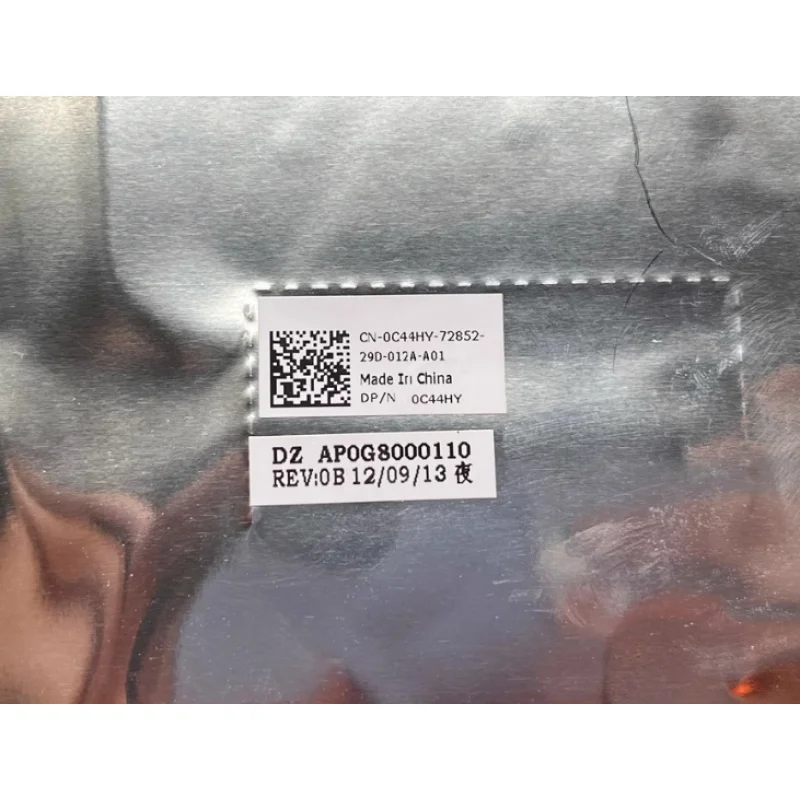 CN-0C44HY-72852-
29D-012A-A01
Made In China
DP/N 0C44HY
DZ AP0G8000110
REV:0B 12/09/13 夜